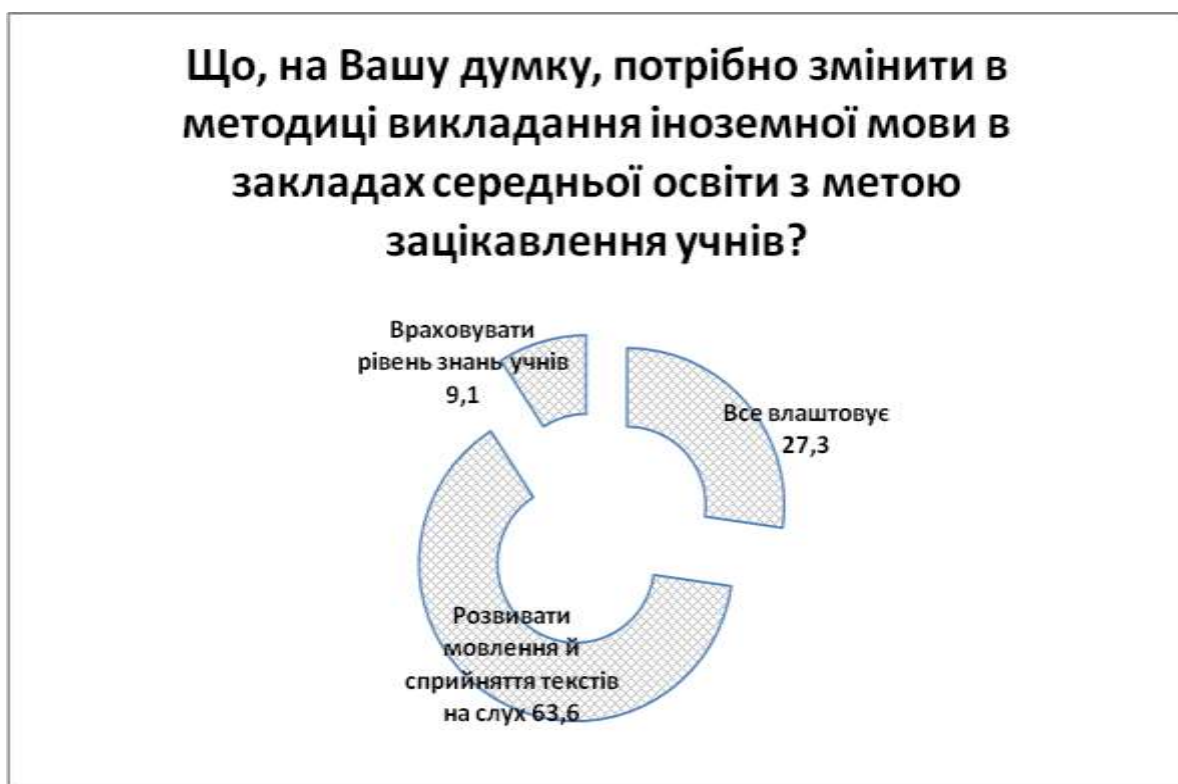 Що, на Вашу думку, потрібно змінити в
методиці викладання іноземної мови в
закладах середньої освіти з метою
зацікавлення учнів?
Враховувати
рівень знань учнів
9,1
Все влаштовує
27,3
Розвивати
мовлення й
сприйняття текстів
на слух 63,6